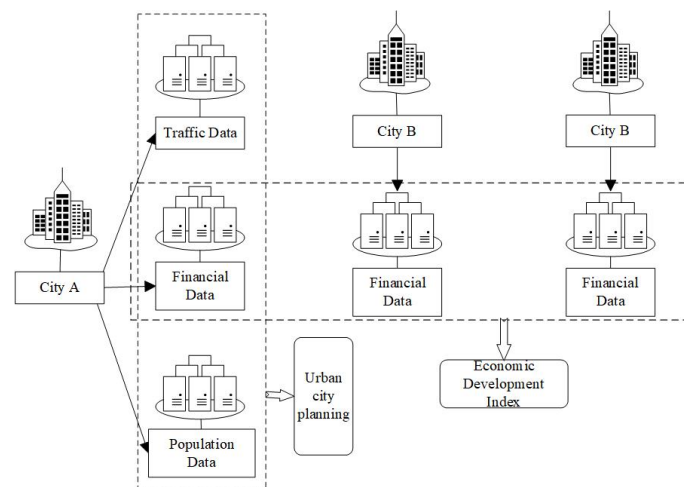 Traffic Data
City B
City B
City A
Financial
Data
Financial
Data
Financial
Data
Urban
city
planning
Economic
Development
Index
Population
Data